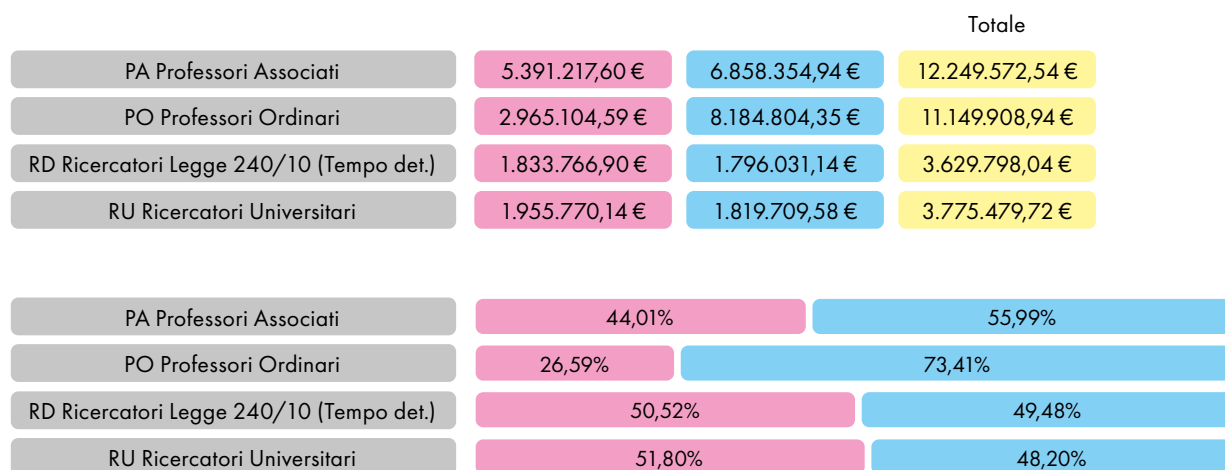 Totale
PA Professori Associati 5.391.217,60 € 6.858.354,94 € 12.249.572,54 €
PO Professori Ordinari 2.965.104,59 € 8.184.804,35 € 11.149.908,94 €
RD Ricercatori Legge 240/10 (Tempo det.) 1.833.766,90 € 1.796.031,14 € 3.629.798,04 €
RU Ricercatori Universitari 1.955.770,14 € 1.819.709,58 € 3.775.479,72 €
PA Professori Associati 44,01% 55,99%
PO Professori Ordinari 26,59% 73,41%
RD Ricercatori Legge 240/10 (Tempo det.) 50,52% 49,48%
RU Ricercatori Universitari 51,80% 48,20%